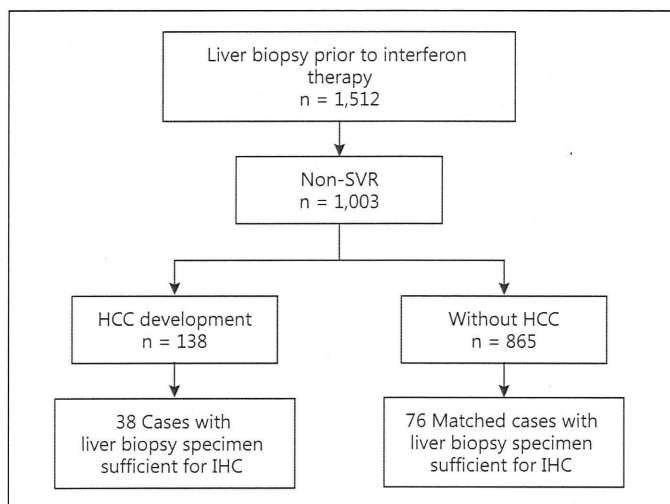 Liver biopsy prior to interferon
therapy
n = 1,512
Non-SVR
n = 1,003
HCC development
n = 138
Without HCC
n = 865
38 Cases with
liver biopsy specimen
sufficient for IHC
76 Matched cases with
liver biopsy specimen
sufficient for IHC